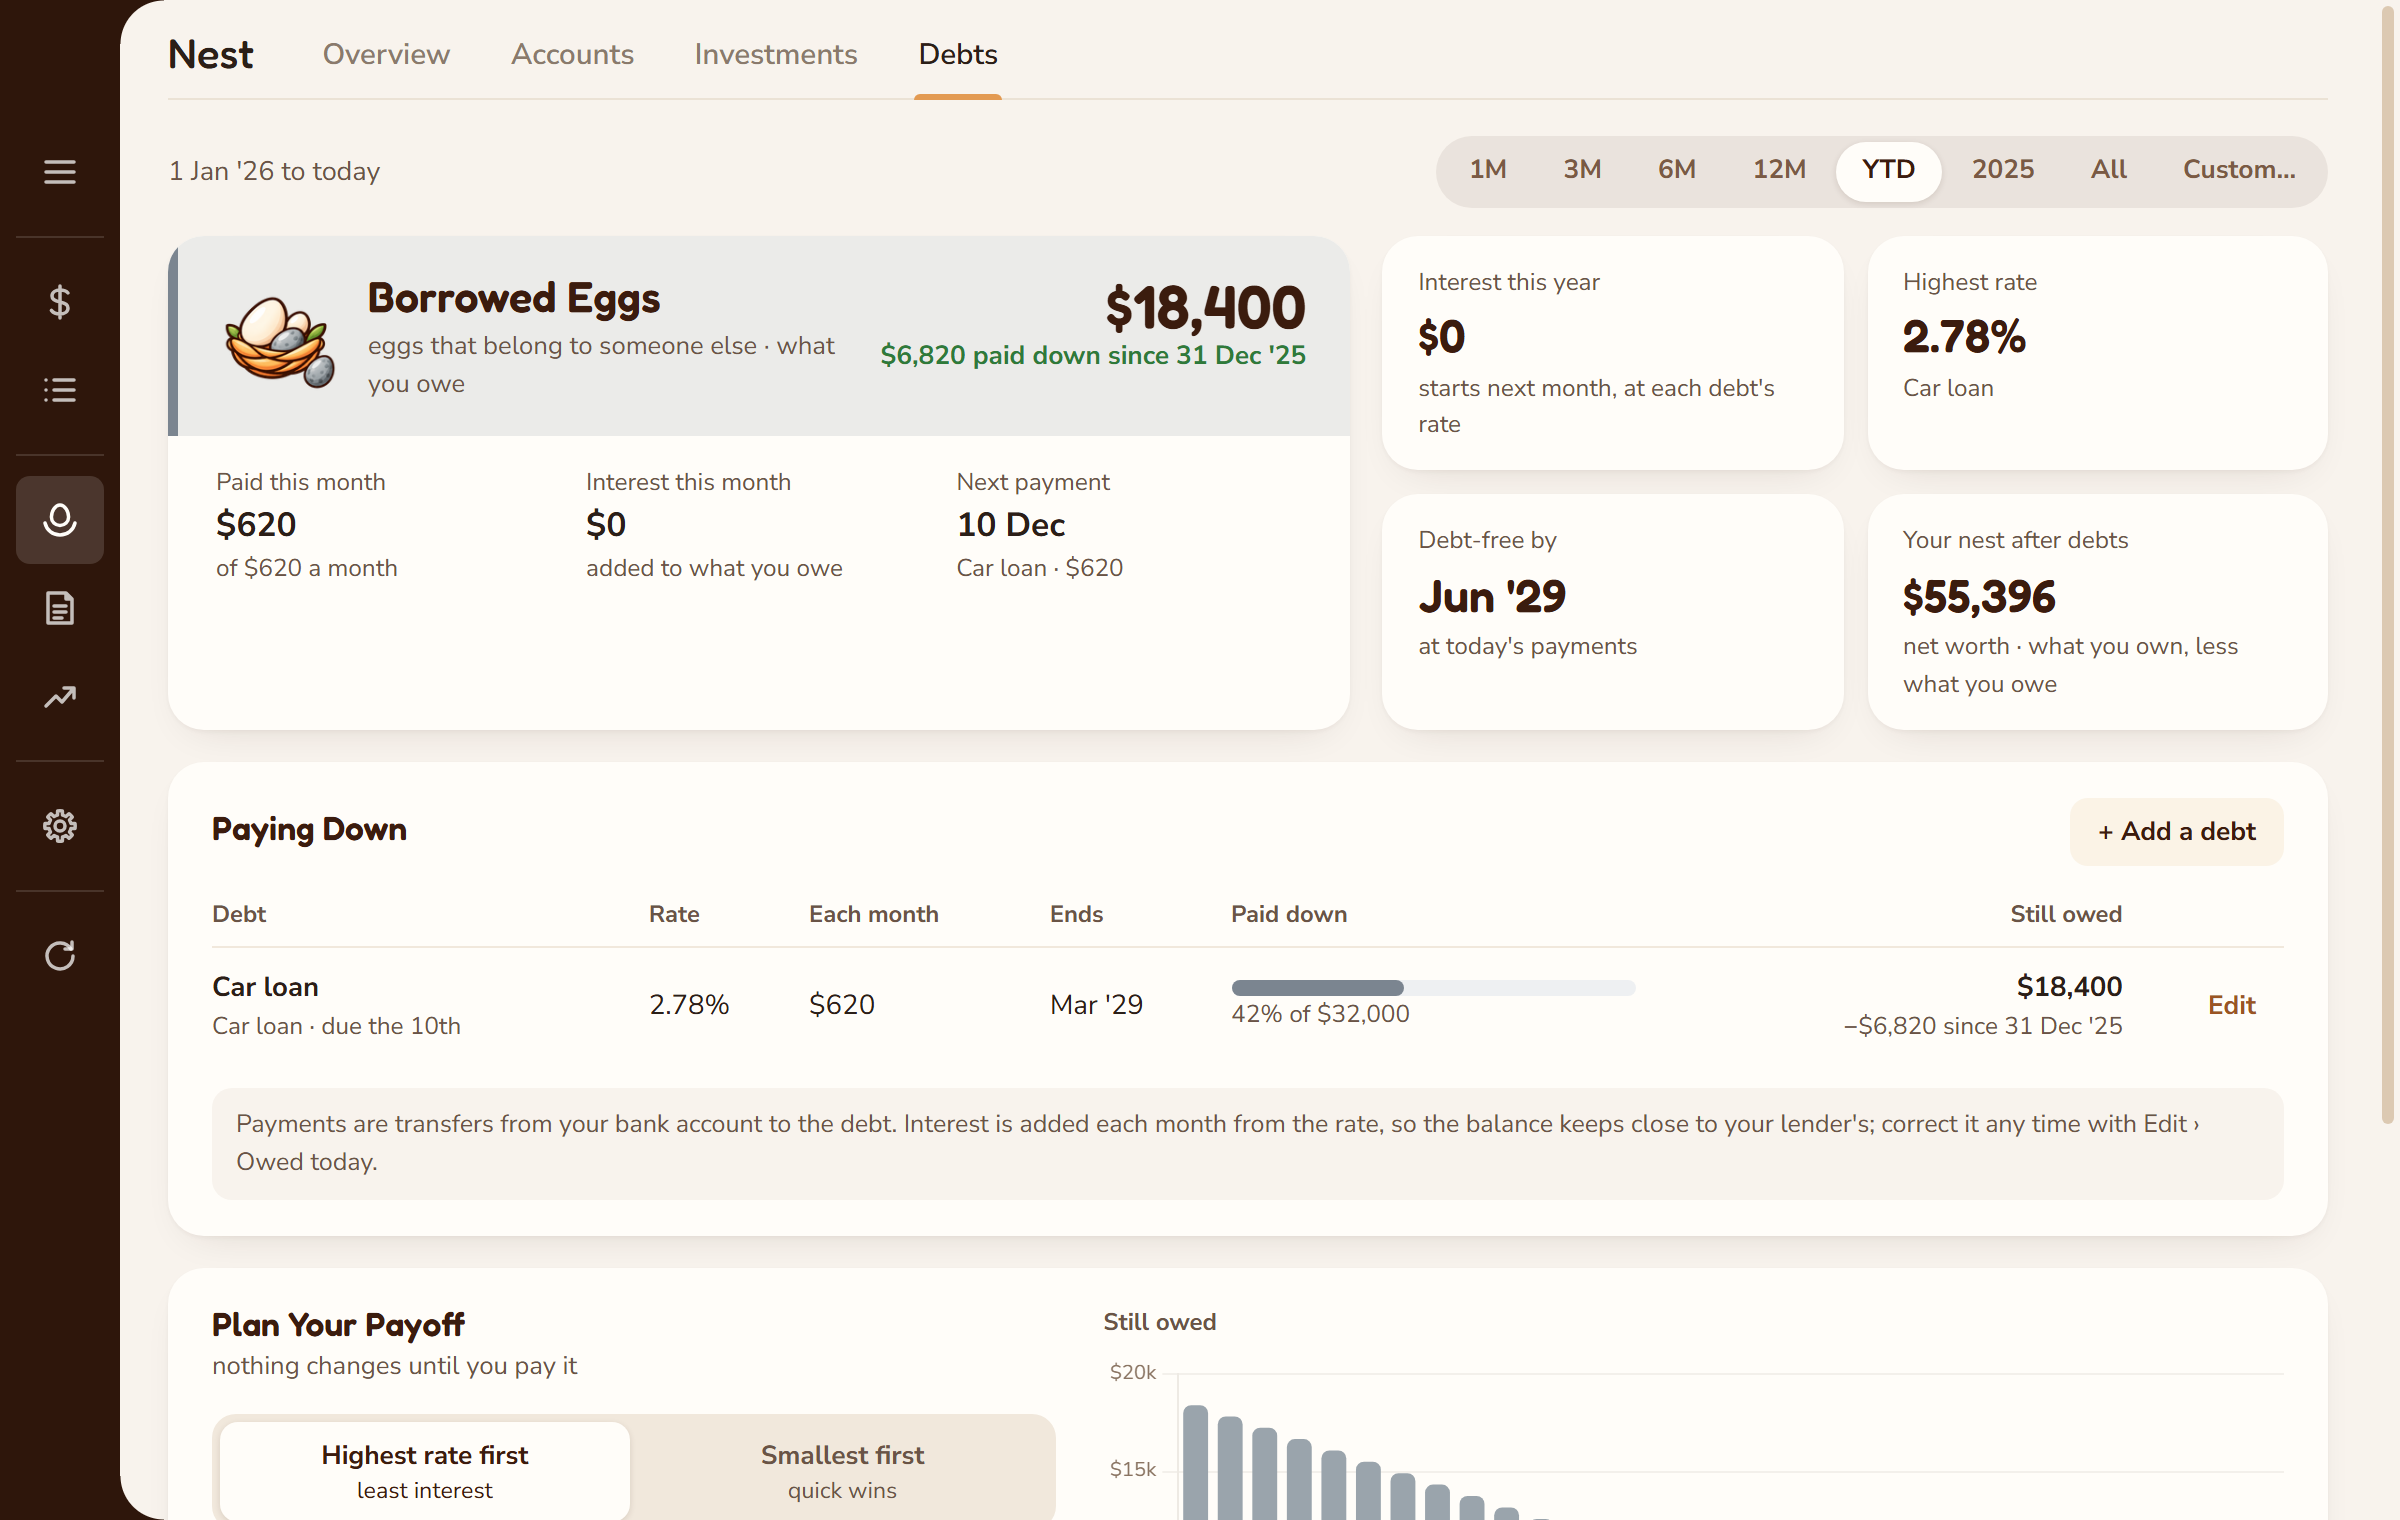 Nest
Overview
Accounts
Investments
Debts
1 Jan '26 to today
1M
3M
6M
12M
YTD
2025
All
Custom...
Borrowed Eggs
eggs that belong to someone else · what
you owe
$18,400
$6,820 paid down since 31 Dec '25
Paid this month
$620
of $620 a month
Interest this month
$0
added to what you owe
Next payment
10 Dec
Car loan · $620
Interest this year
$0
starts next month, at each debt's
rate
Highest rate
2.78%
Car loan
Debt-free by
Jun '29
at today's payments
Your nest after debts
$55,396
net worth · what you own, less
what you owe
Paying Down
+ Add a debt
Debt
Rate
Each month
Ends
Paid down
Still owed
Car loan
Car loan · due the 10th
2.78%
$620
Mar '29
42% of $32,000
$18,400
−$6,820 since 31 Dec '25
Edit
Payments are transfers from your bank account to the debt. Interest is added each month from the rate, so the balance keeps close to your lender's; correct it any time with Edit ›
Owed today.
Plan Your Payoff
nothing changes until you pay it
Highest rate first
least interest
Smallest first
quick wins
Still owed
$20k
$15k